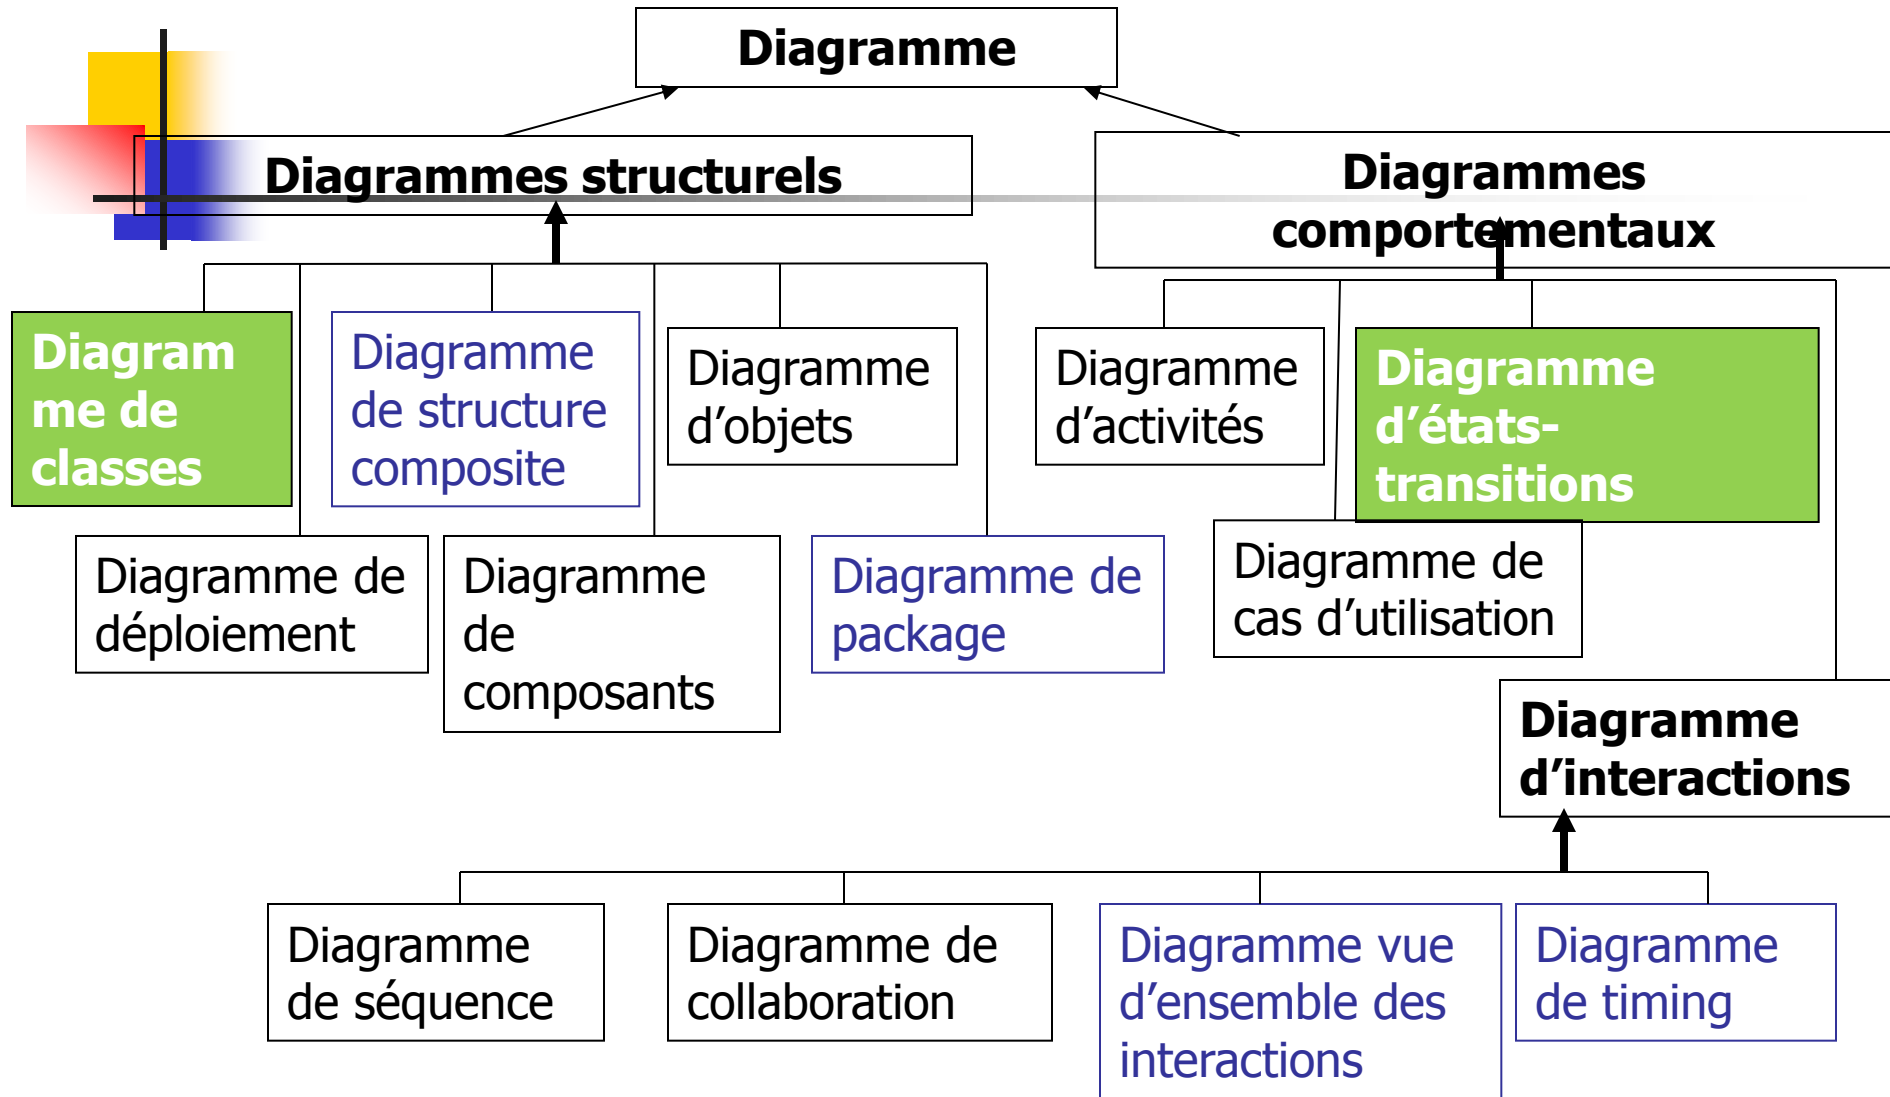 Diagramme
Diagrammes structurels
Diagrammes
comportementaux
Diagram
me de
classes
Diagramme
de structure
composite
Diagramme
d’objets
Diagramme
d’activités
Diagramme
d’états-
transitions
Diagramme de
déploiement
Diagramme
de
composants
Diagramme de
package
Diagramme de
cas d’utilisation
Diagramme
d’interactions
Diagramme
de séquence
Diagramme de
collaboration
Diagramme vue
d’ensemble des
interactions
Diagramme
de timing